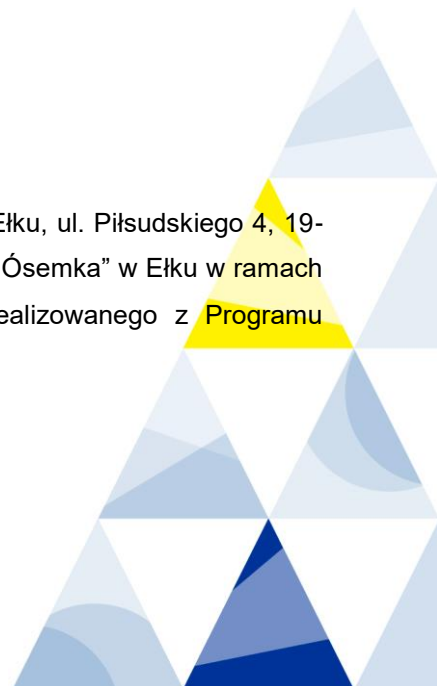 Ełku, ul. Piłsudskiego 4, 19-
Ósemka” w Ełku w ramach
ealizowanego z Programu